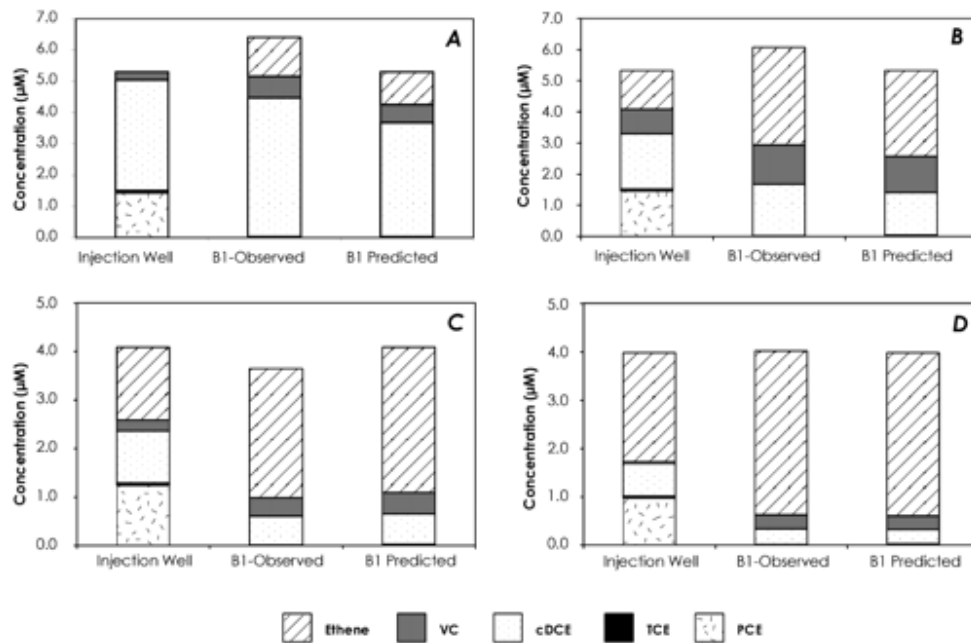 7.0
6.0
5.0
4.0
3.0
2.0
1.0
0.0
Concentration (µM)
A
Injection Well B1-Observed B1 Predicted
7.0
6.0
5.0
4.0
3.0
2.0
1.0
0.0
Concentration (µM)
B
Injection Well B1-Observed B1 Predicted
5.0
4.0
3.0
2.0
1.0
0.0
Concentration (µM)
C
Injection Well B1-Observed B1 Predicted
5.0
4.0
3.0
2.0
1.0
0.0
Concentration (µM)
D
Injection Well B1-Observed B1 Predicted
Ethene VC cDCE TCE PCE